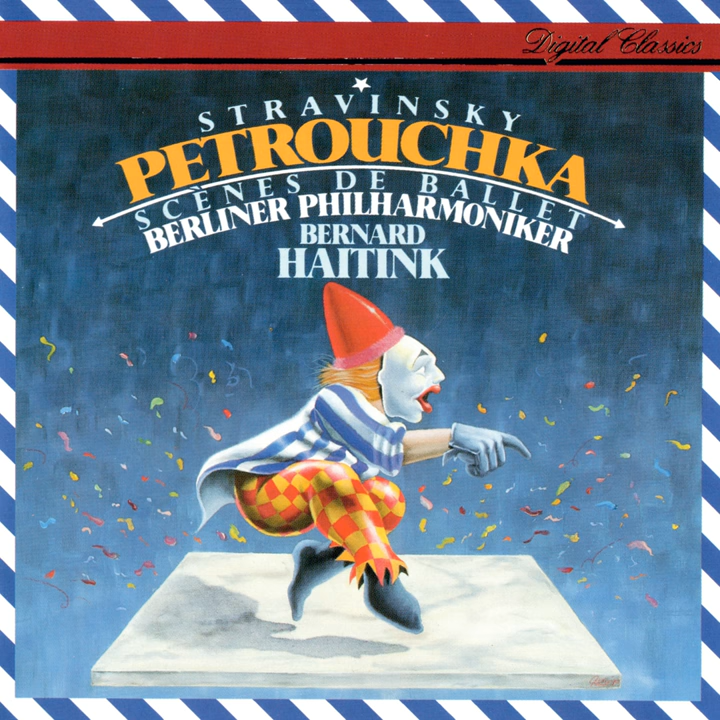 Digital Classics
STRAVINSKY
PETROUCHKA
SCÈNES DE BALLET
BERLINER PHILHARMONIKER
BERNARD
HAITINK